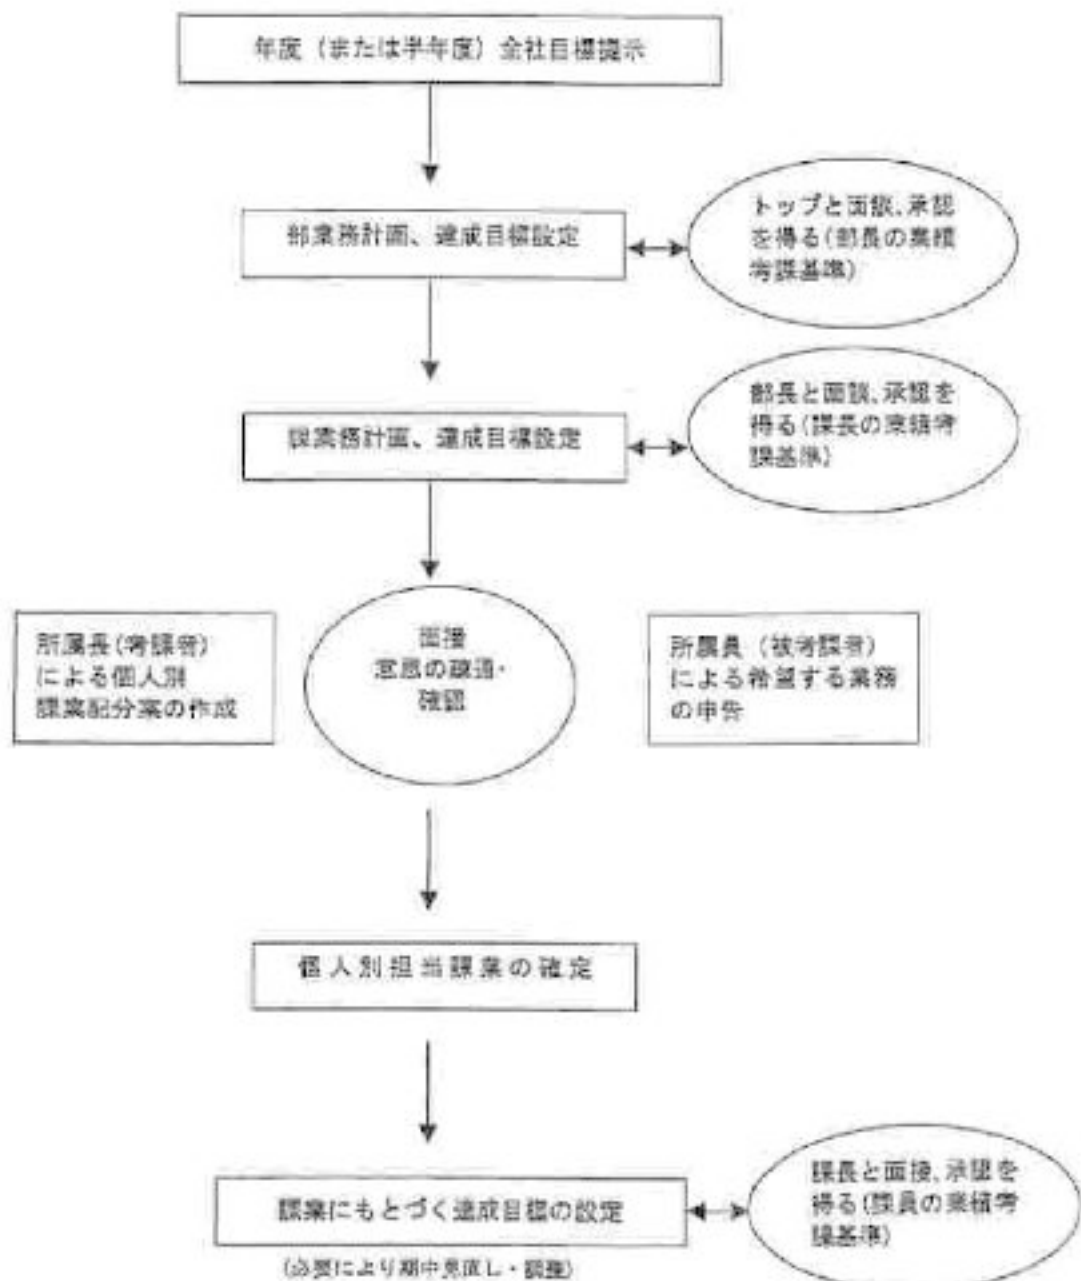 年度（または半年度）全社目標提示
部業務計画、達成目標設定
トップと面談、承認
を得る(部長の業績
考課基準)
課業務計画、達成目標設定
部長と面談、承認を
得る(課長の業績考
課基準)
所属長(考課者)
による個人別
課業配分案の作成
面接
意思の疎通・
確認
所属員（被考課者）
による希望する業務
の申告
個人別担当課業の確定
課業にもとづく達成目標の設定
(必要により期中見直し・調整)
課長と面接、承認を
得る(課員の業績考
課基準)